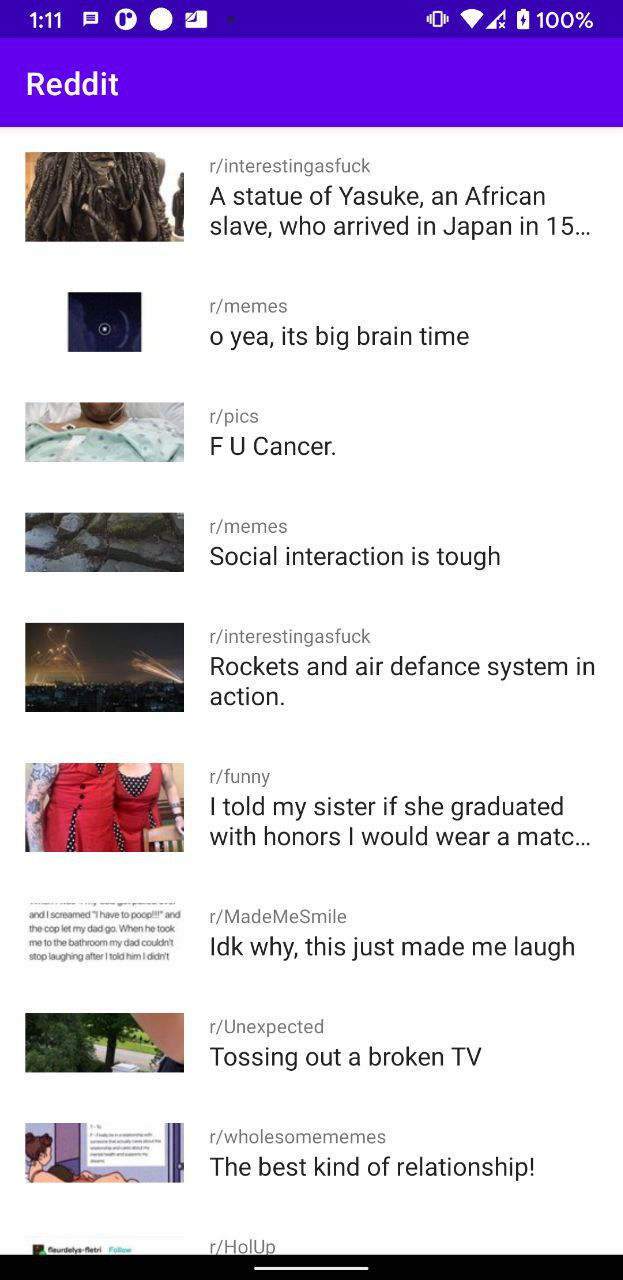 1:11
100%
Reddit
r/interestingasfuck
A statue of Yasuke, an African
slave, who arrived in Japan in 15…
r/memes
o yea, its big brain time
r/pics
F U Cancer.
r/memes
Social interaction is tough
r/interestingasfuck
Rockets and air defance system in
action.
r/funny
I told my sister if she graduated
with honors I would wear a matc…
and I screamed "I have to poop!!!" and
the cop let my dad go. When he took
me to the bathroom my dad couldn't
stop laughing after I told him I didn't
r/MadeMeSmile
Idk why, this just made me laugh
r/Unexpected
Tossing out a broken TV
r/wholesomememes
The best kind of relationship!
fleurdelys-fletri Follow
r/HolUp